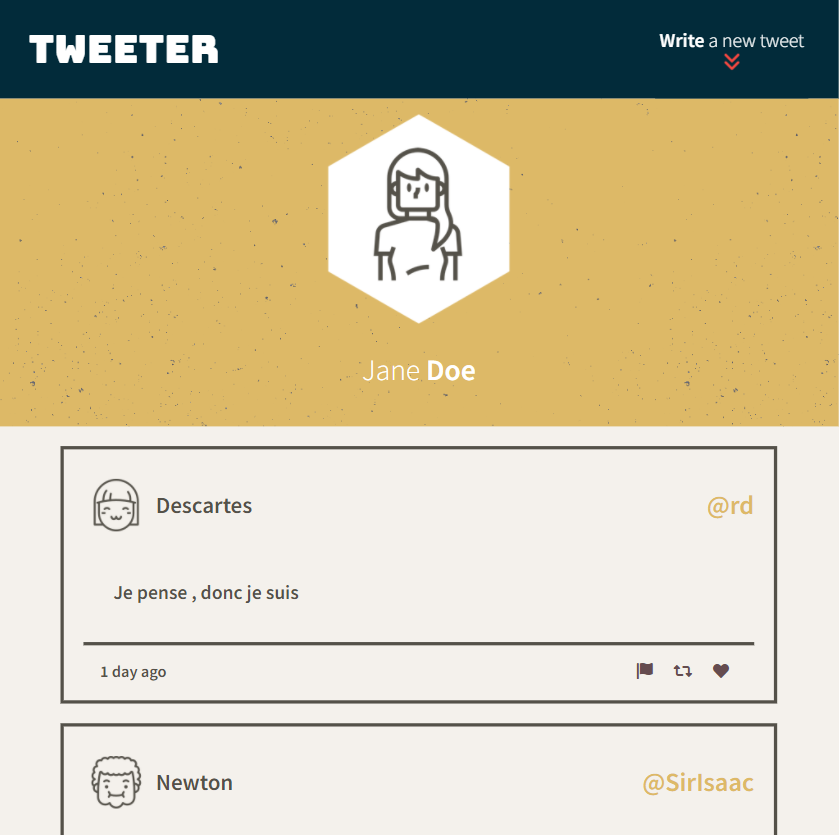 TWEETER
Write a new tweet
Jane Doe
Descartes
@rd
Je pense , donc je suis
1 day ago
Newton
@SirIsaac